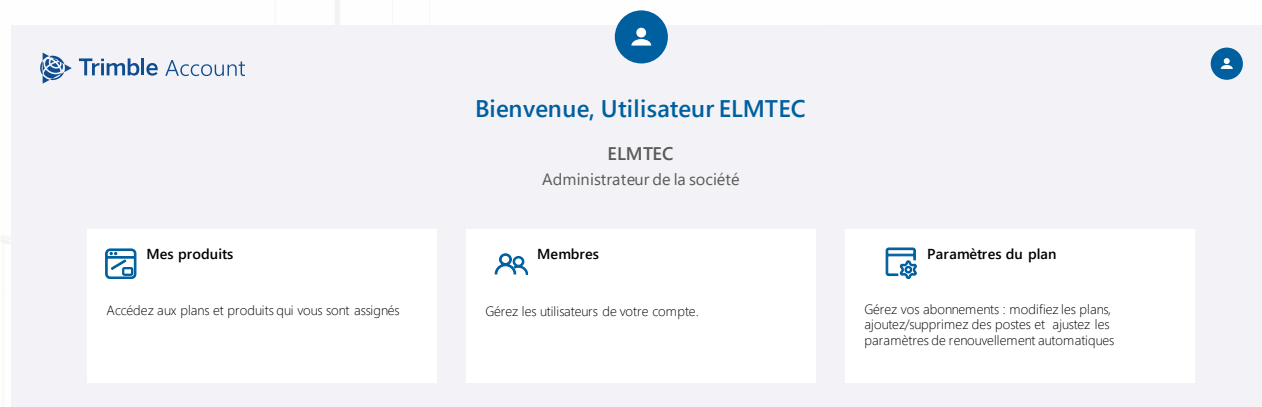 Trimble Account
Bienvenue, Utilisateur ELMTEC
ELMTEC
Administrateur de la société
Mes produits
Accédez aux plans et produits qui vous sont assignés
Membres
Gérez les utilisateurs de votre compte.
Paramètres du plan
Gérez vos abonnements : modifiez les plans,
ajoutez/supprimez des postes et ajustez les
paramètres de renouvellement automatiques